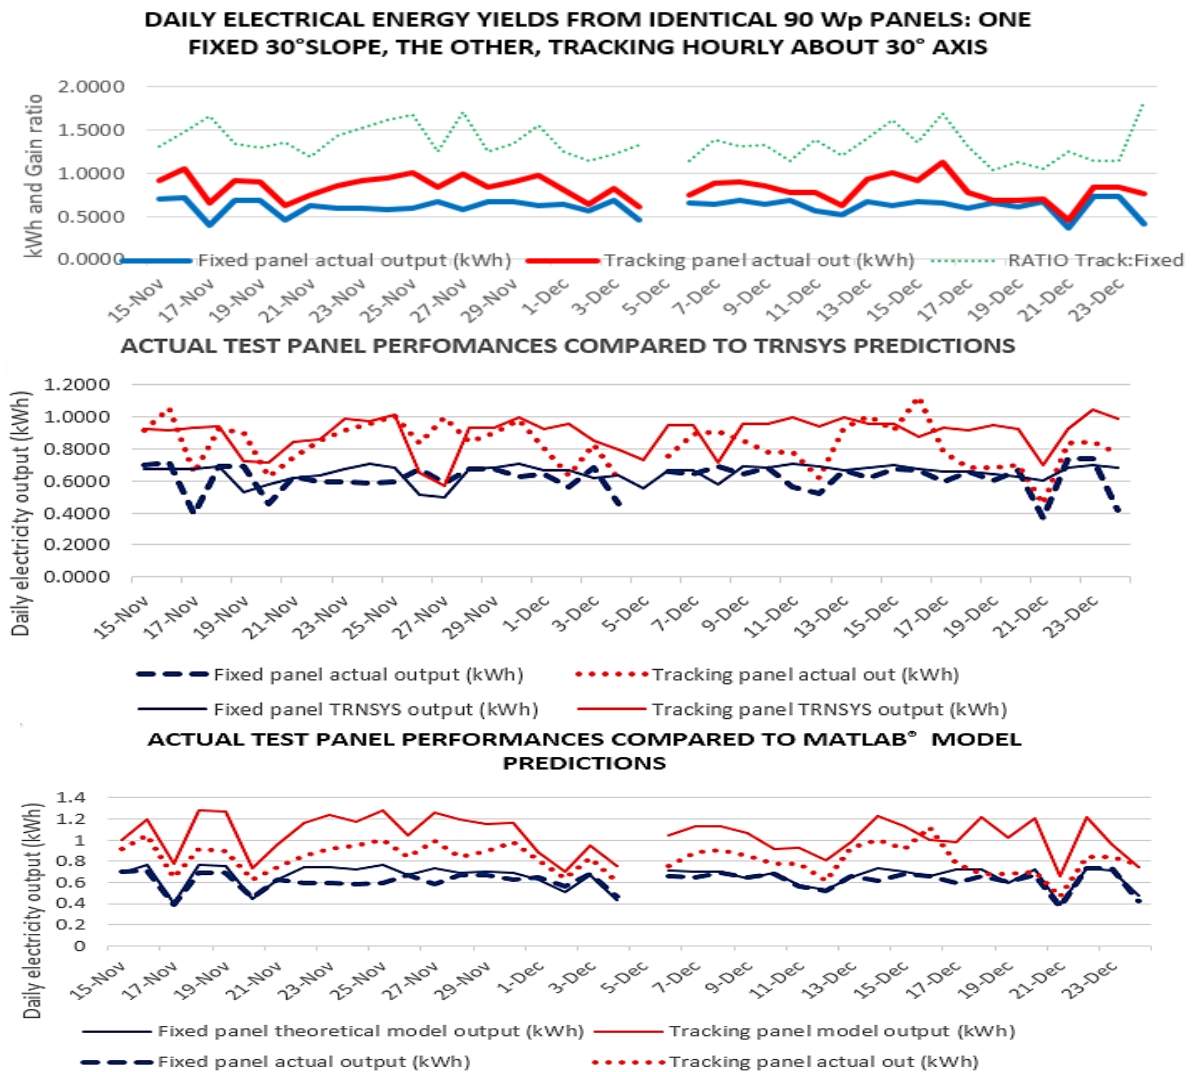 DAILY ELECTRICAL ENERGY YIELDS FROM IDENTICAL 90 Wp PANELS: ONE
FIXED 30°SLOPE, THE OTHER, TRACKING HOURLY ABOUT 30° AXIS
kWh and Gain ratio
2.0000
1.5000
1.0000
0.5000
0.0000
Fixed panel actual output (kWh) Tracking panel actual out (kWh) RATIO Track:Fixed
15-Nov 17-Nov 19-Nov 21-Nov 23-Nov 25-Nov 27-Nov 29-Nov 1-Dec 3-Dec 5-Dec 7-Dec 9-Dec 11-Dec 13-Dec 15-Dec 17-Dec 19-Dec 21-Dec 23-Dec
ACTUAL TEST PANEL PERFOMANCES COMPARED TO TRNSYS PREDICTIONS
Daily electricity output (kWh)
1.2000
1.0000
0.8000
0.6000
0.4000
0.2000
0.0000
15-Nov 17-Nov 19-Nov 21-Nov 23-Nov 25-Nov 27-Nov 29-Nov 1-Dec 3-Dec 5-Dec 7-Dec 9-Dec 11-Dec 13-Dec 15-Dec 17-Dec 19-Dec 21-Dec 23-Dec
Fixed panel actual output (kWh) Tracking panel actual out (kWh)
Fixed panel TRNSYS output (kWh) Tracking panel TRNSYS output (kWh)
ACTUAL TEST PANEL PERFORMANCES COMPARED TO MATLAB® MODEL
PREDICTIONS
Daily electricity output (kWh)
1.4
1.2
1
0.8
0.6
0.4
0.2
0
15-Nov 17-Nov 19-Nov 21-Nov 23-Nov 25-Nov 27-Nov 29-Nov 1-Dec 3-Dec 5-Dec 7-Dec 9-Dec 11-Dec 13-Dec 15-Dec 17-Dec 19-Dec 21-Dec 23-Dec
Fixed panel theoretical model output (kWh) Tracking panel model output (kWh)
Fixed panel actual output (kWh) Tracking panel actual out (kWh)